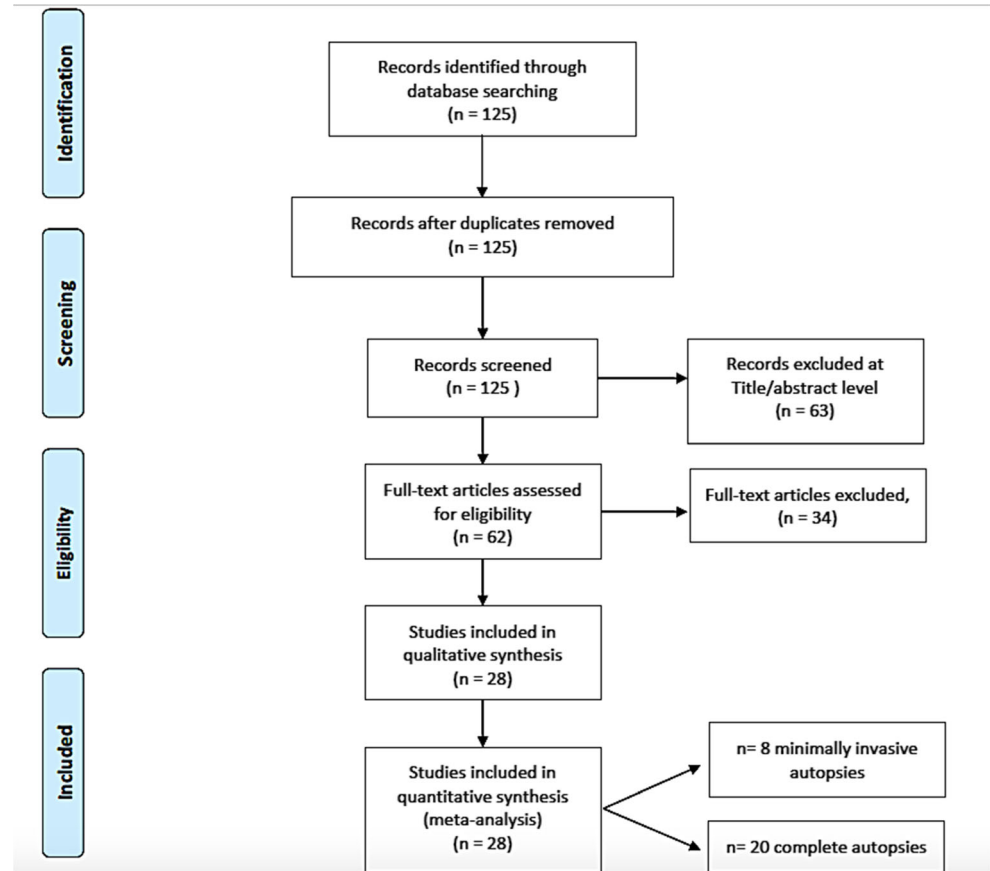 Identification
Records identified through
database searching
(n = 125)
Records after duplicates removed
(n = 125)
Screening
Records screened
(n = 125 )
Records excluded at
Title/abstract level
(n = 63)
Eligibility
Full-text articles assessed
for eligibility
(n = 62)
Full-text articles excluded,
(n = 34)
Studies included in
qualitative synthesis
(n = 28)
Included
Studies included in
quantitative synthesis
(meta-analysis)
(n = 28)
n= 8 minimally invasive
autopsies
n= 20 complete autopsies